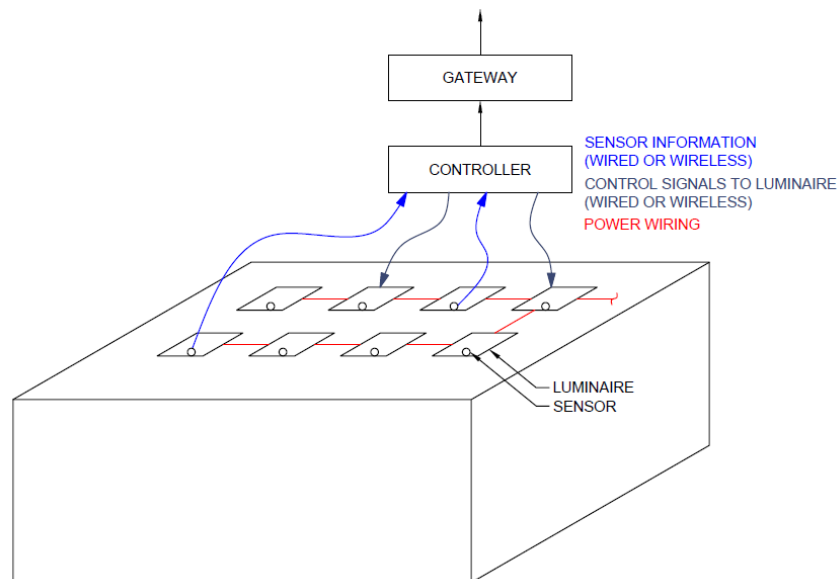 GATEWAY
CONTROLLER
SENSOR INFORMATION
(WIRED OR WIRELESS)
CONTROL SIGNALS TO LUMINAIRE
(WIRED OR WIRELESS)
POWER WIRING
LUMINAIRE
SENSOR